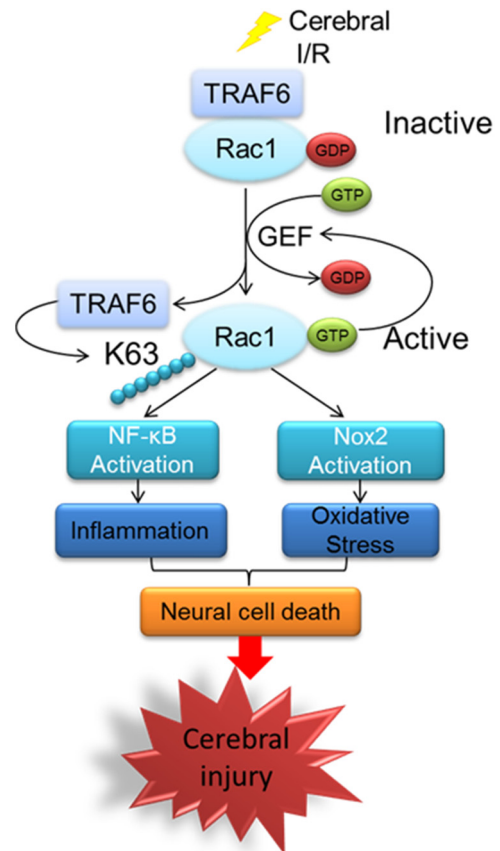 Cerebral
I/R
TRAF6
Inactive
Rac1
GDP
GTP
GEF
GDP
TRAF6
Rac1
GTP
Active
K63
NF-κB
Activation
Nox2
Activation
Inflammation
Oxidative
Stress
Neural cell death
Cerebral
injury